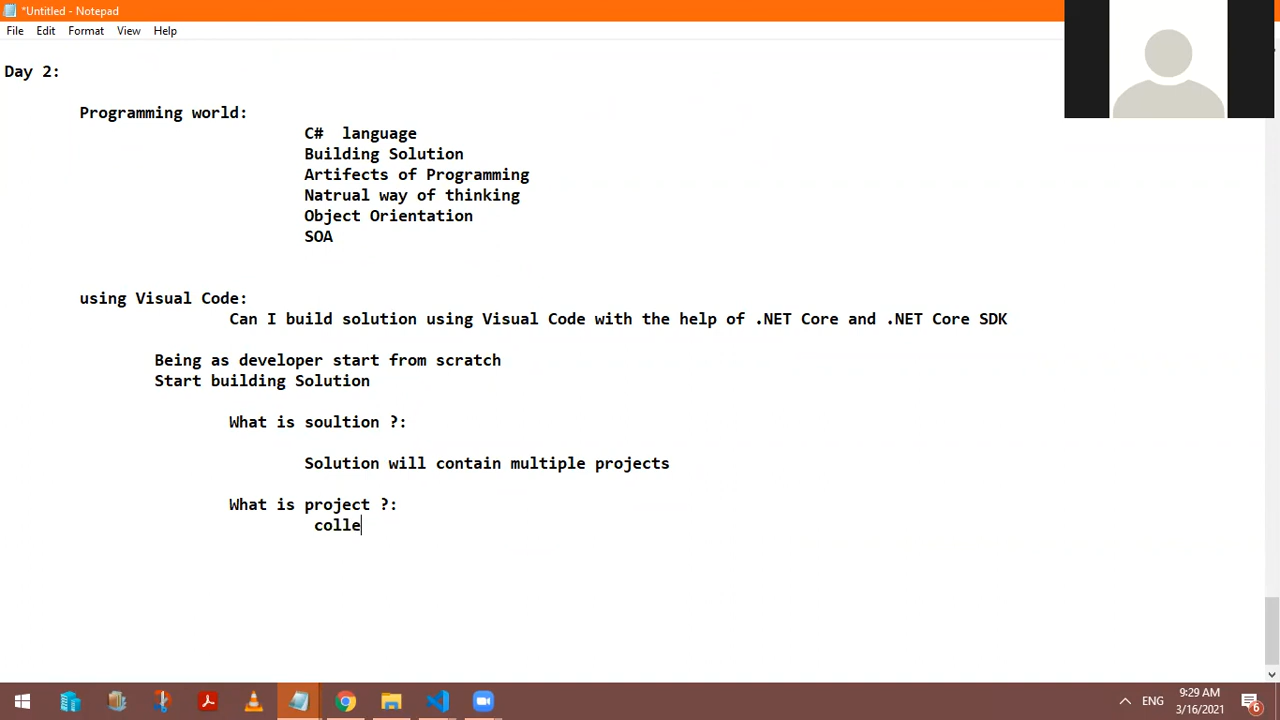 *Untitled - Notepad
File Edit Format View Help
Day 2:
Programming world:
C# language
Building Solution
Artifects of Programming
Natrual way of thinking
Object Orientation
SOA
using Visual Code:
Can I build solution using Visual Code with the help of .NET Core and .NET Core SDK
Being as developer start from scratch
Start building Solution
What is soultion ?:
Solution will contain multiple projects
What is project ?:
colle
ENG
9:29 AM
3/16/2021
6